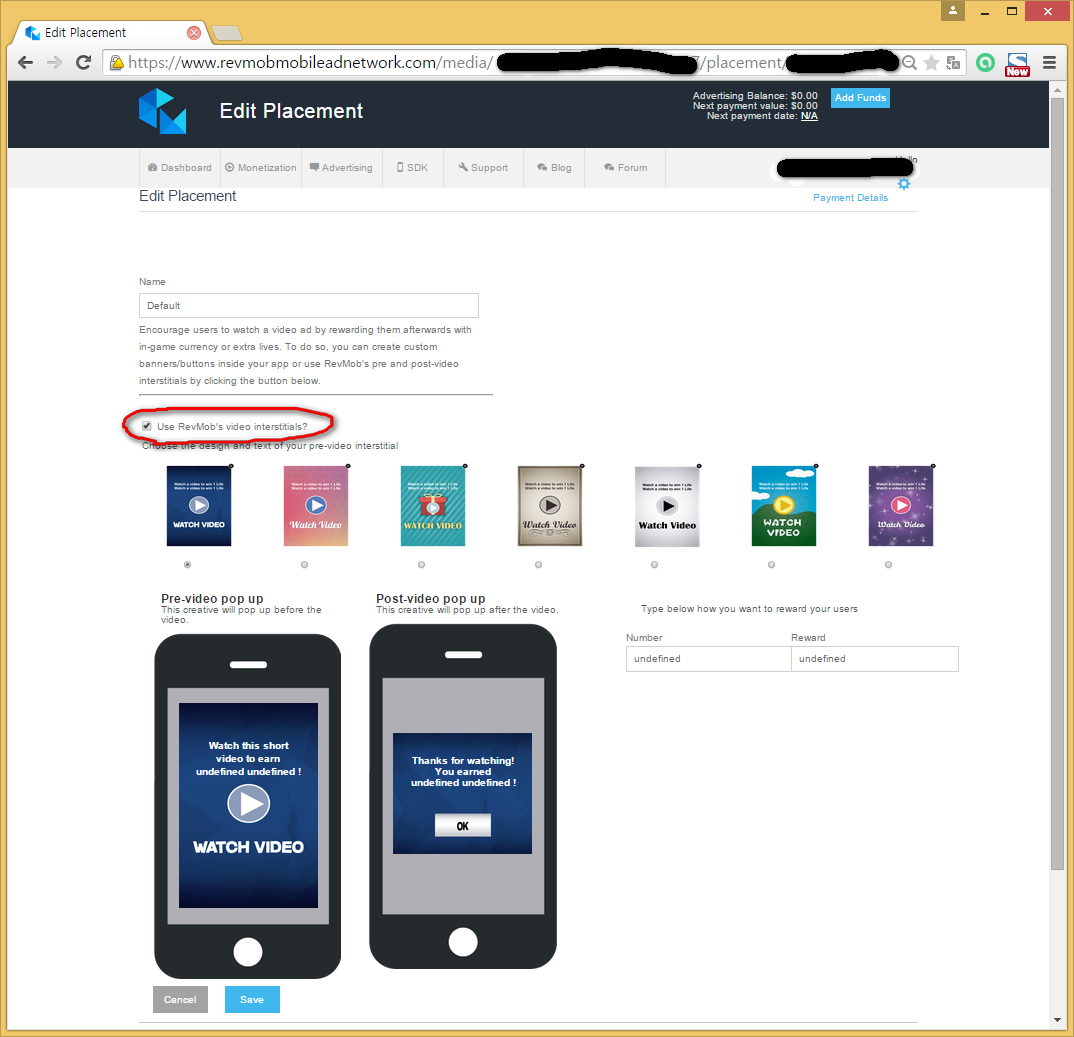 Edit Placement
https://www.revmobmobileadnetwork.com/media/
/placement/
New
Edit Placement
Advertising Balance: $0.00
Next payment value: $0.00
Next payment date: N/A
Add Funds
Dashboard
Monetization
Advertising
SDK
Support
Blog
Forum
Edit Placement
Payment Details
Name
Default
Encourage users to watch a video ad by rewarding them afterwards with
in-game currency or extra lives. To do so, you can create custom
banners/buttons inside your app or use RevMob's pre and post-video
interstitials by clicking the button below.
Use RevMob's video interstitials?
Choose the design and text of your pre-video interstitial
Watch a video to win 1 Life
Watch a video to win 1 Life
WATCH VIDEO
Watch a video to win 1 Life
Watch a video to win 1 Life
Watch Video
Watch a video to win 1 Life
Watch a video to win 1 Life
WATCH VIDEO
Watch a video to win 1 Life
Watch a video to win 1 Life
Watch Video
Watch a video to win 1 Life
Watch a video to win 1 Life
Watch Video
Watch a video to win 1 Life
Watch a video to win 1 Life
WATCH
VIDEO
Watch a video to win 1 Life
Watch a video to win 1 Life
Watch Video
Pre-video pop up
This creative will pop up before the
video.
Post-video pop up
This creative will pop up after the video.
Type below how you want to reward your users
Number
Reward
undefined
undefined
Watch this short
video to earn
undefined undefined !
WATCH VIDEO
Thanks for watching!
You earned
undefined undefined !
OK
Cancel
Save